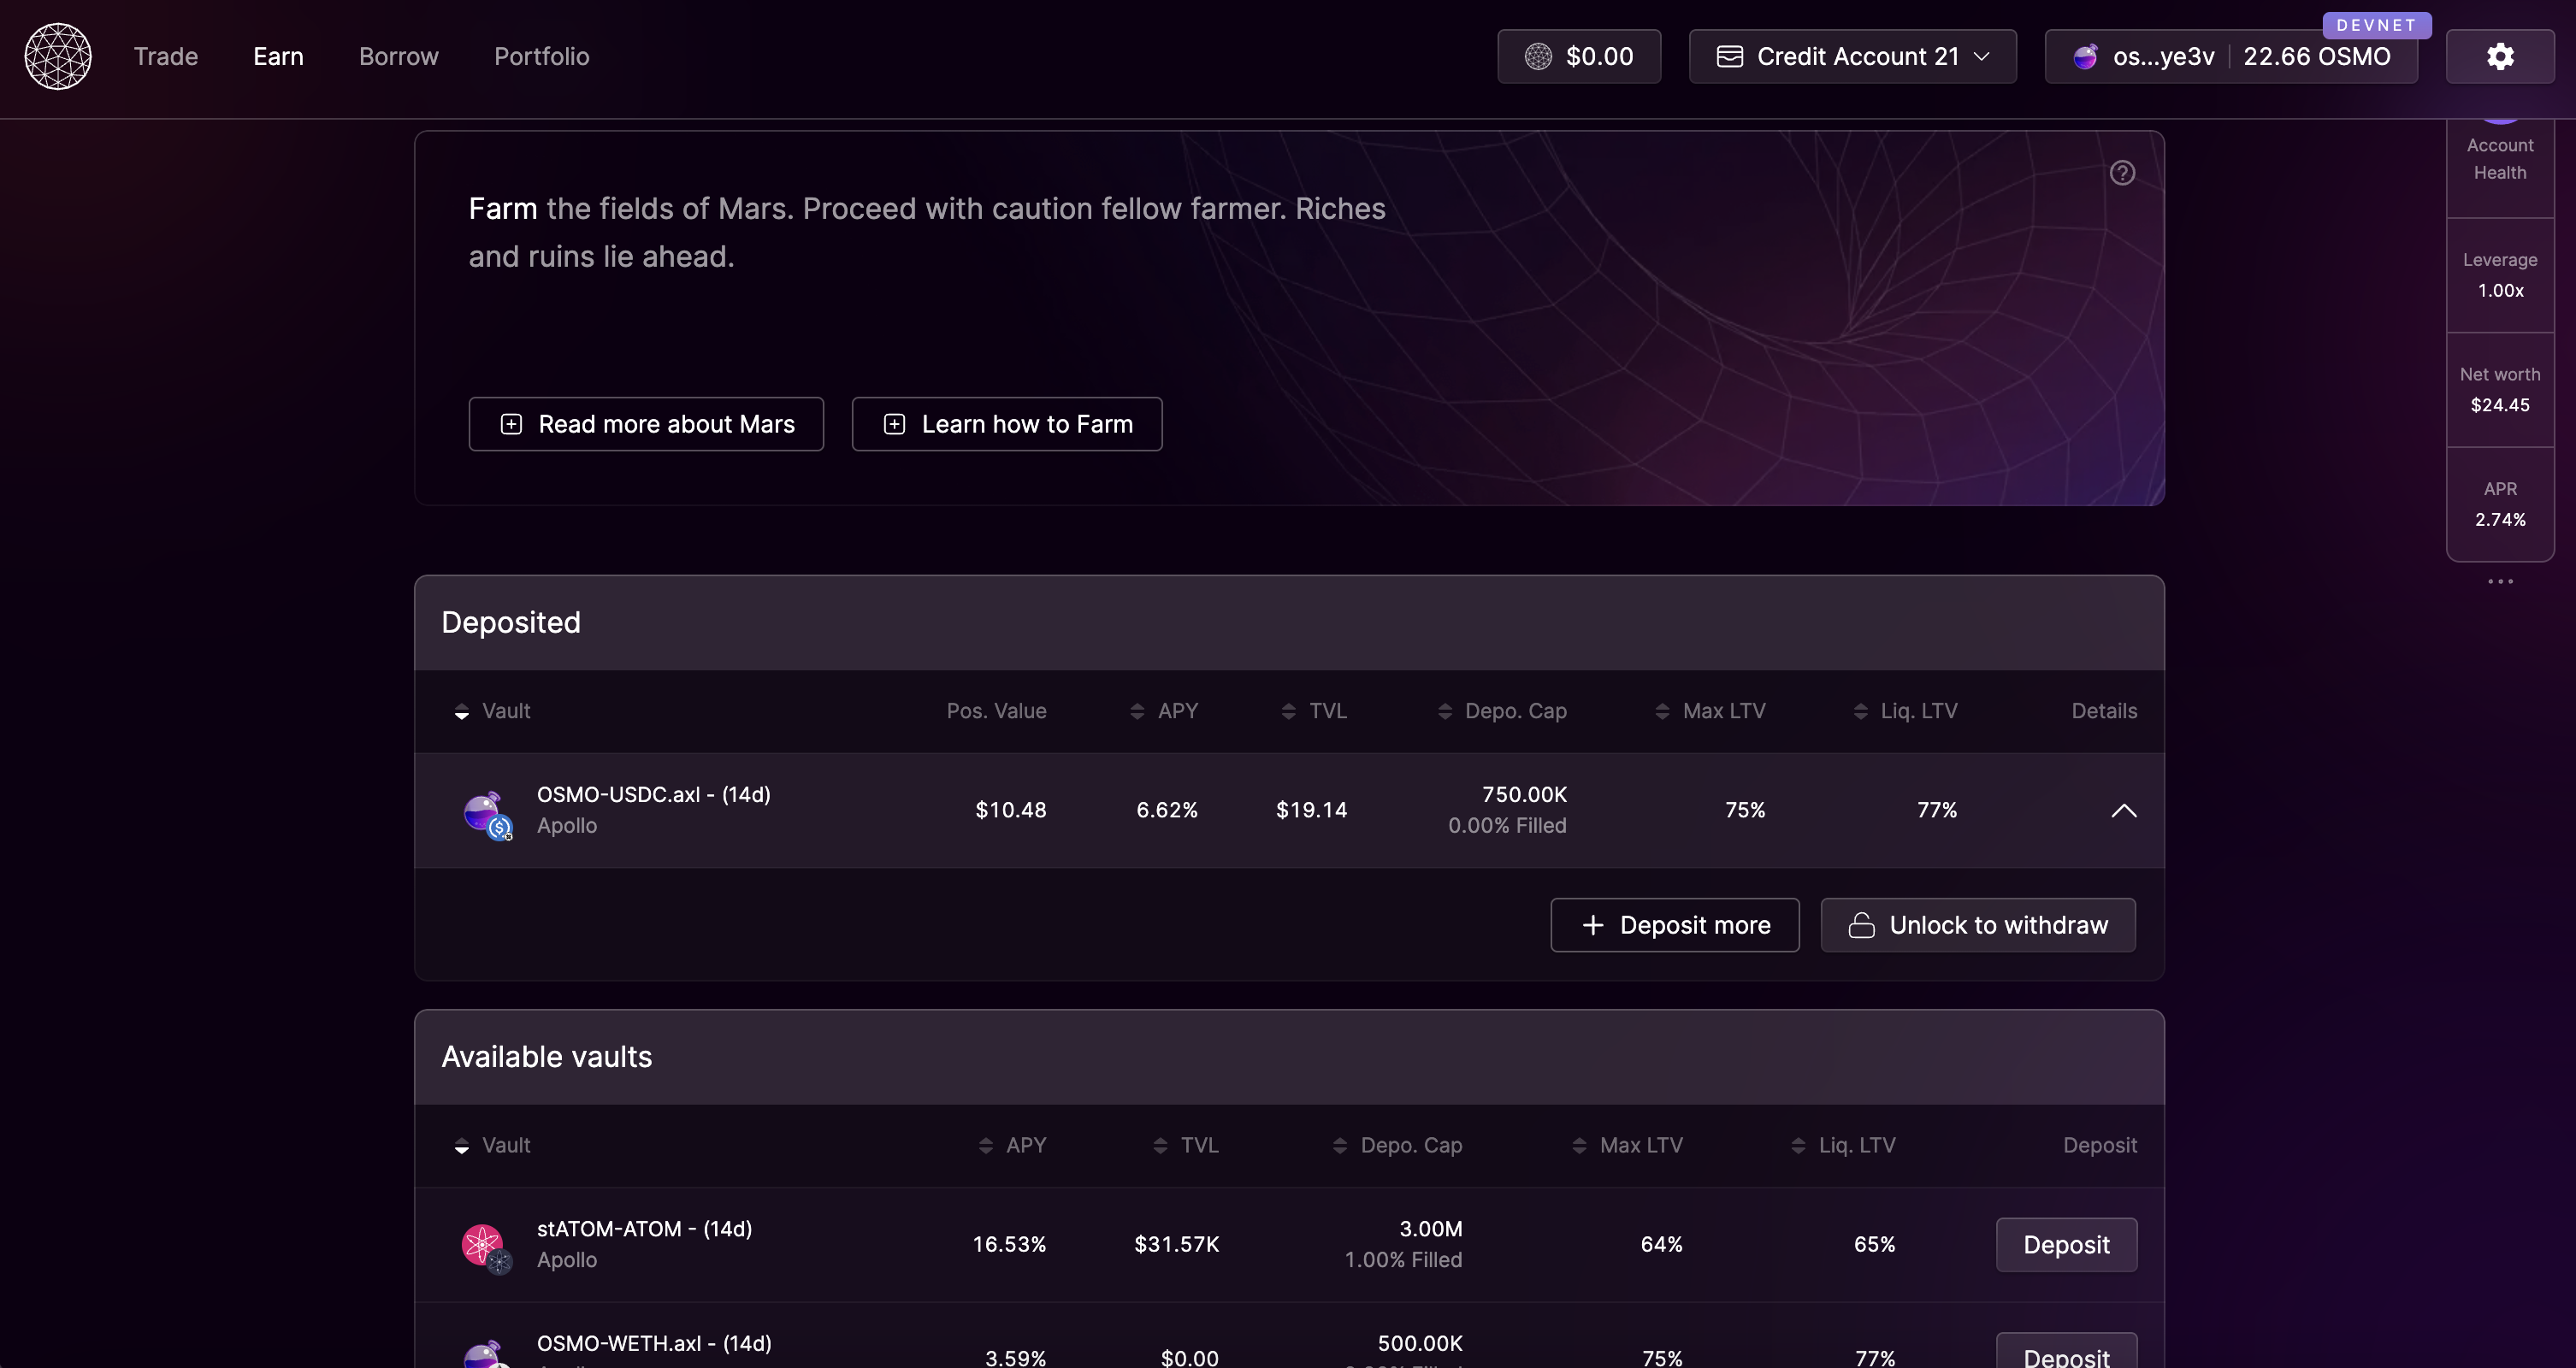 DEVNET
Trade
Earn
Borrow
Portfolio
$0.00
Credit Account 21
os...ye3v
22.66 OSMO
Account
Health
Leverage
1.00x
Net worth
$24.45
APR
2.74%
Farm the fields of Mars. Proceed with caution fellow farmer. Riches
and ruins lie ahead.
Read more about Mars
Learn how to Farm
Deposited
Vault
Pos. Value
APY
TVL
Depo. Cap
Max LTV
Liq. LTV
Details
OSMO-USDC.axl - (14d)
Apollo
$10.48
6.62%
$19.14
750.00K
0.00% Filled
75%
77%
Deposit more
Unlock to withdraw
Available vaults
Vault
APY
TVL
Depo. Cap
Max LTV
Liq. LTV
Deposit
stATOM-ATOM - (14d)
Apollo
16.53%
$31.57K
3.00M
1.00% Filled
64%
65%
Deposit
OSMO-WETH.axl - (14d)
3.59%
$0.00
500.00K
75%
77%
Deposit